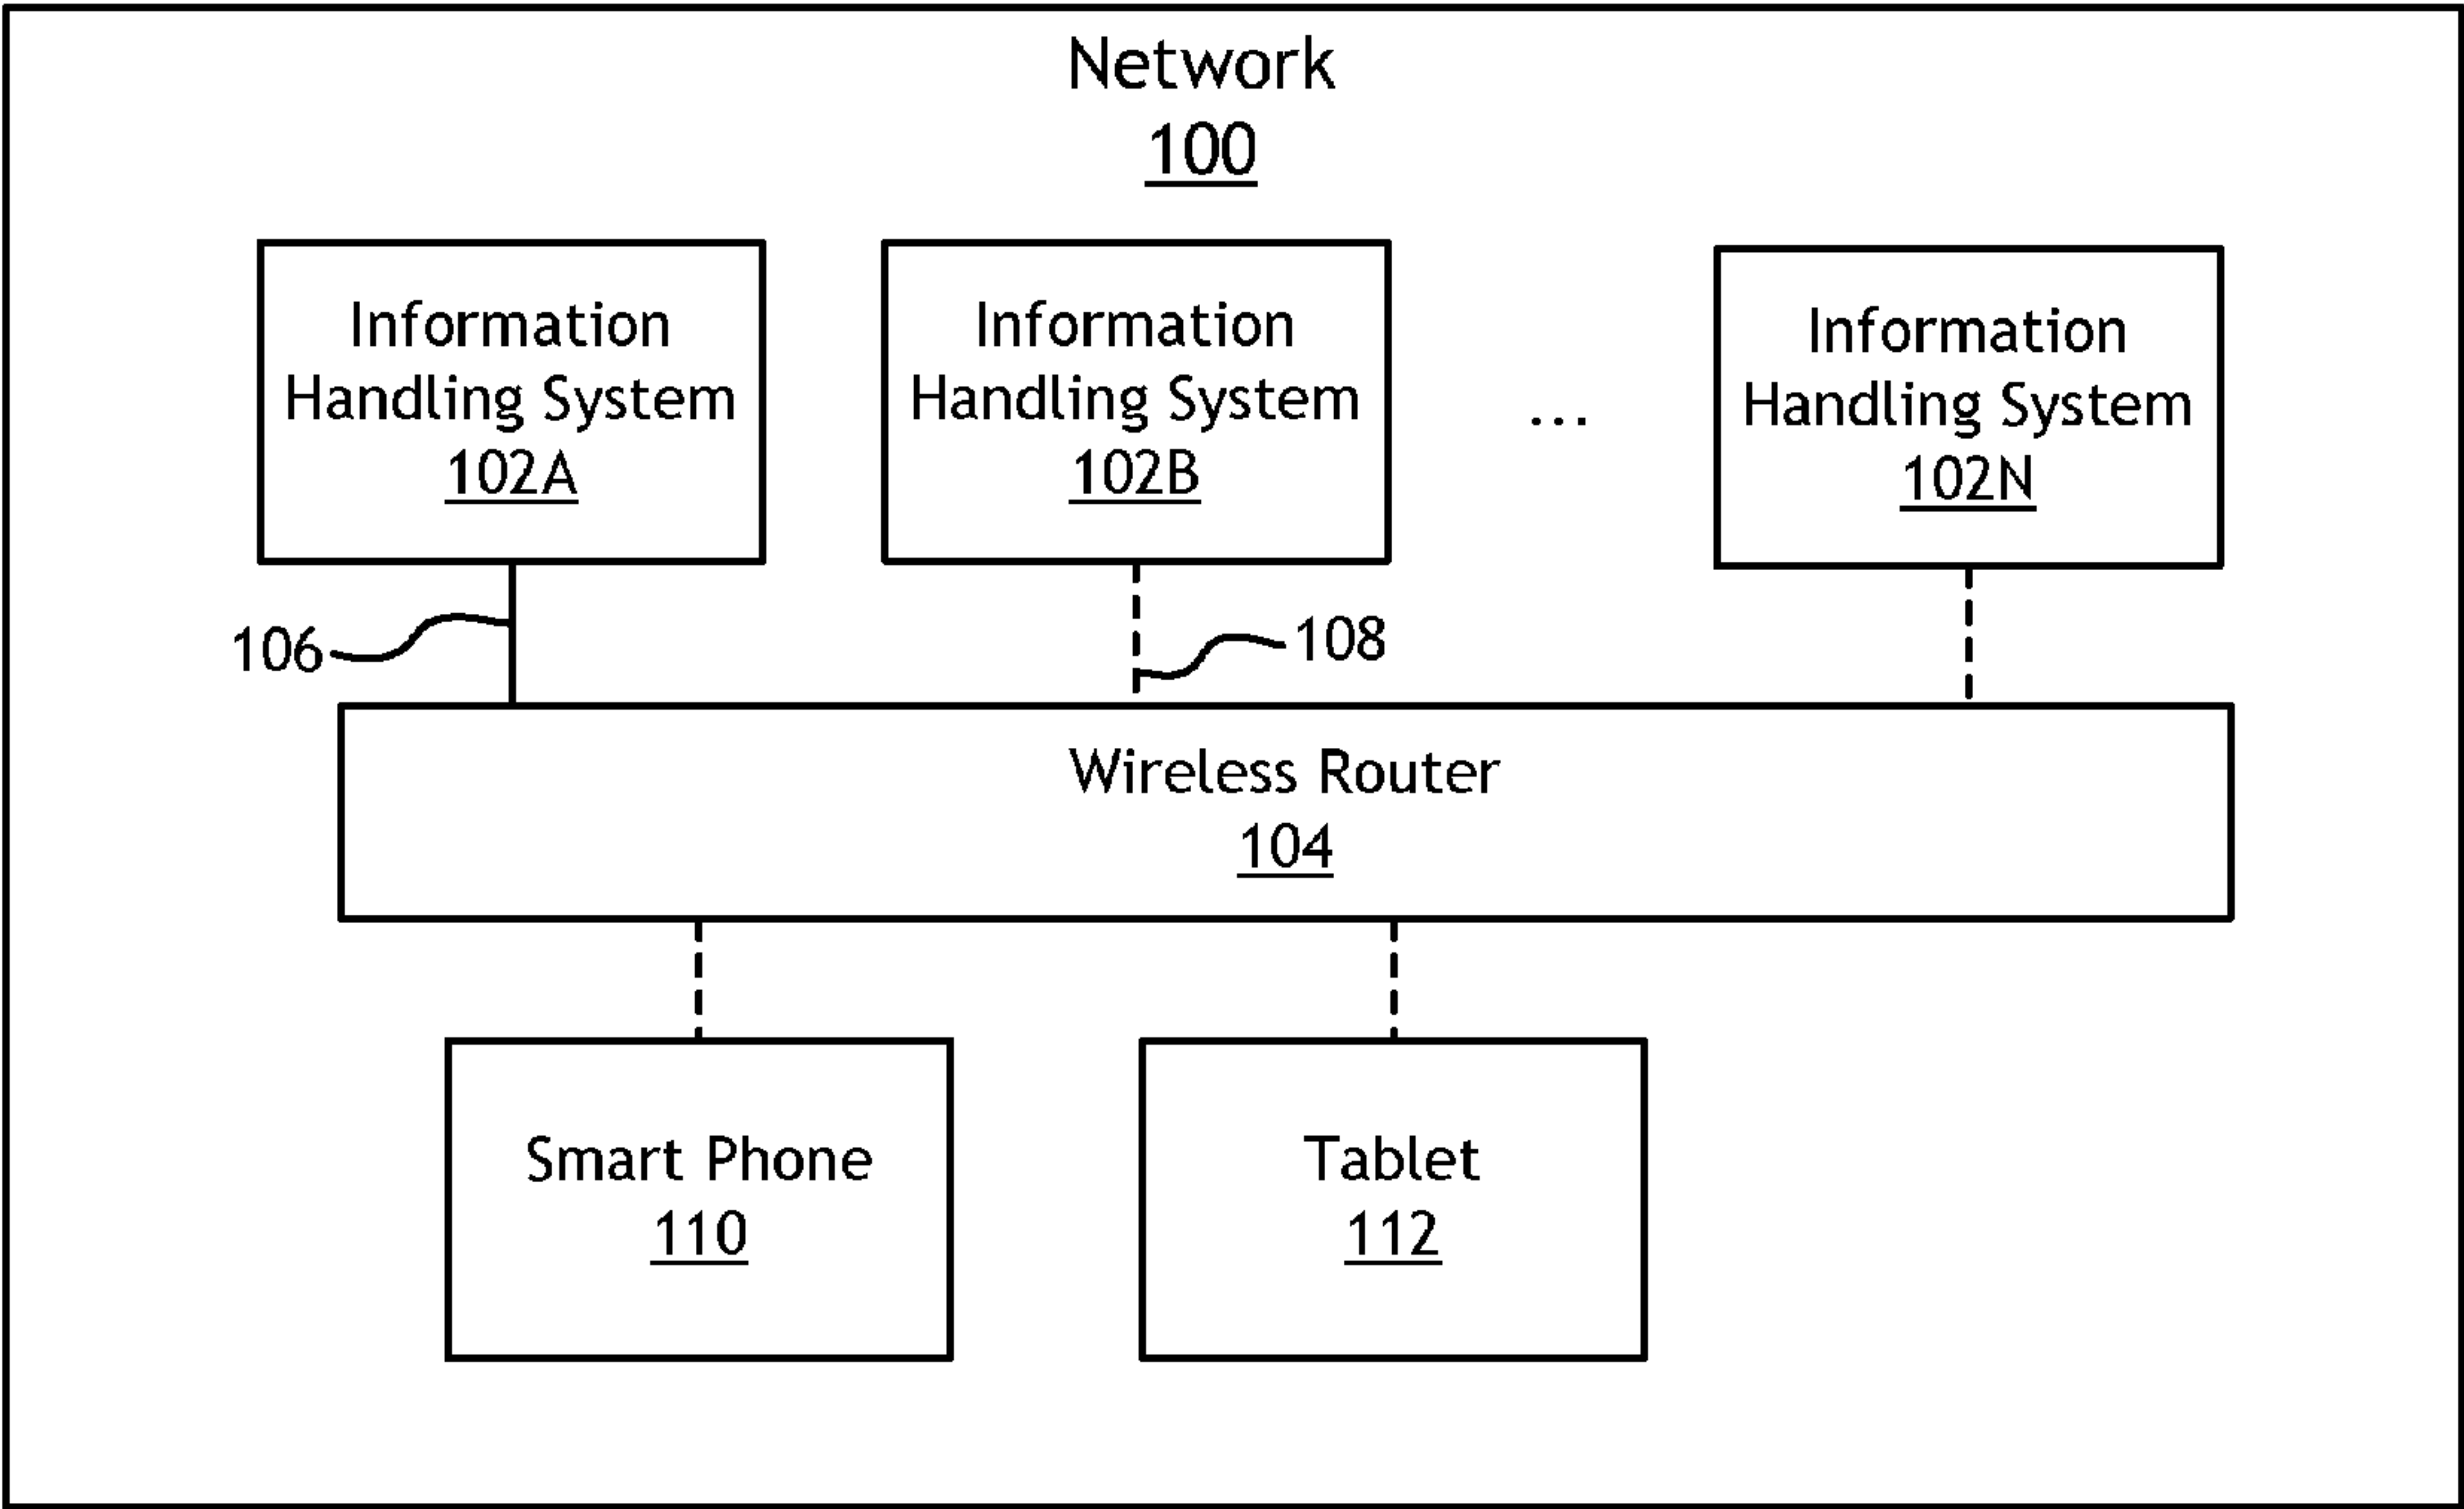 Network
100
Information
Handling System
102A
Information
Handling System
102B
...
Information
Handling System
102N
106
108
Wireless Router
104
Smart Phone
110
Tablet
112